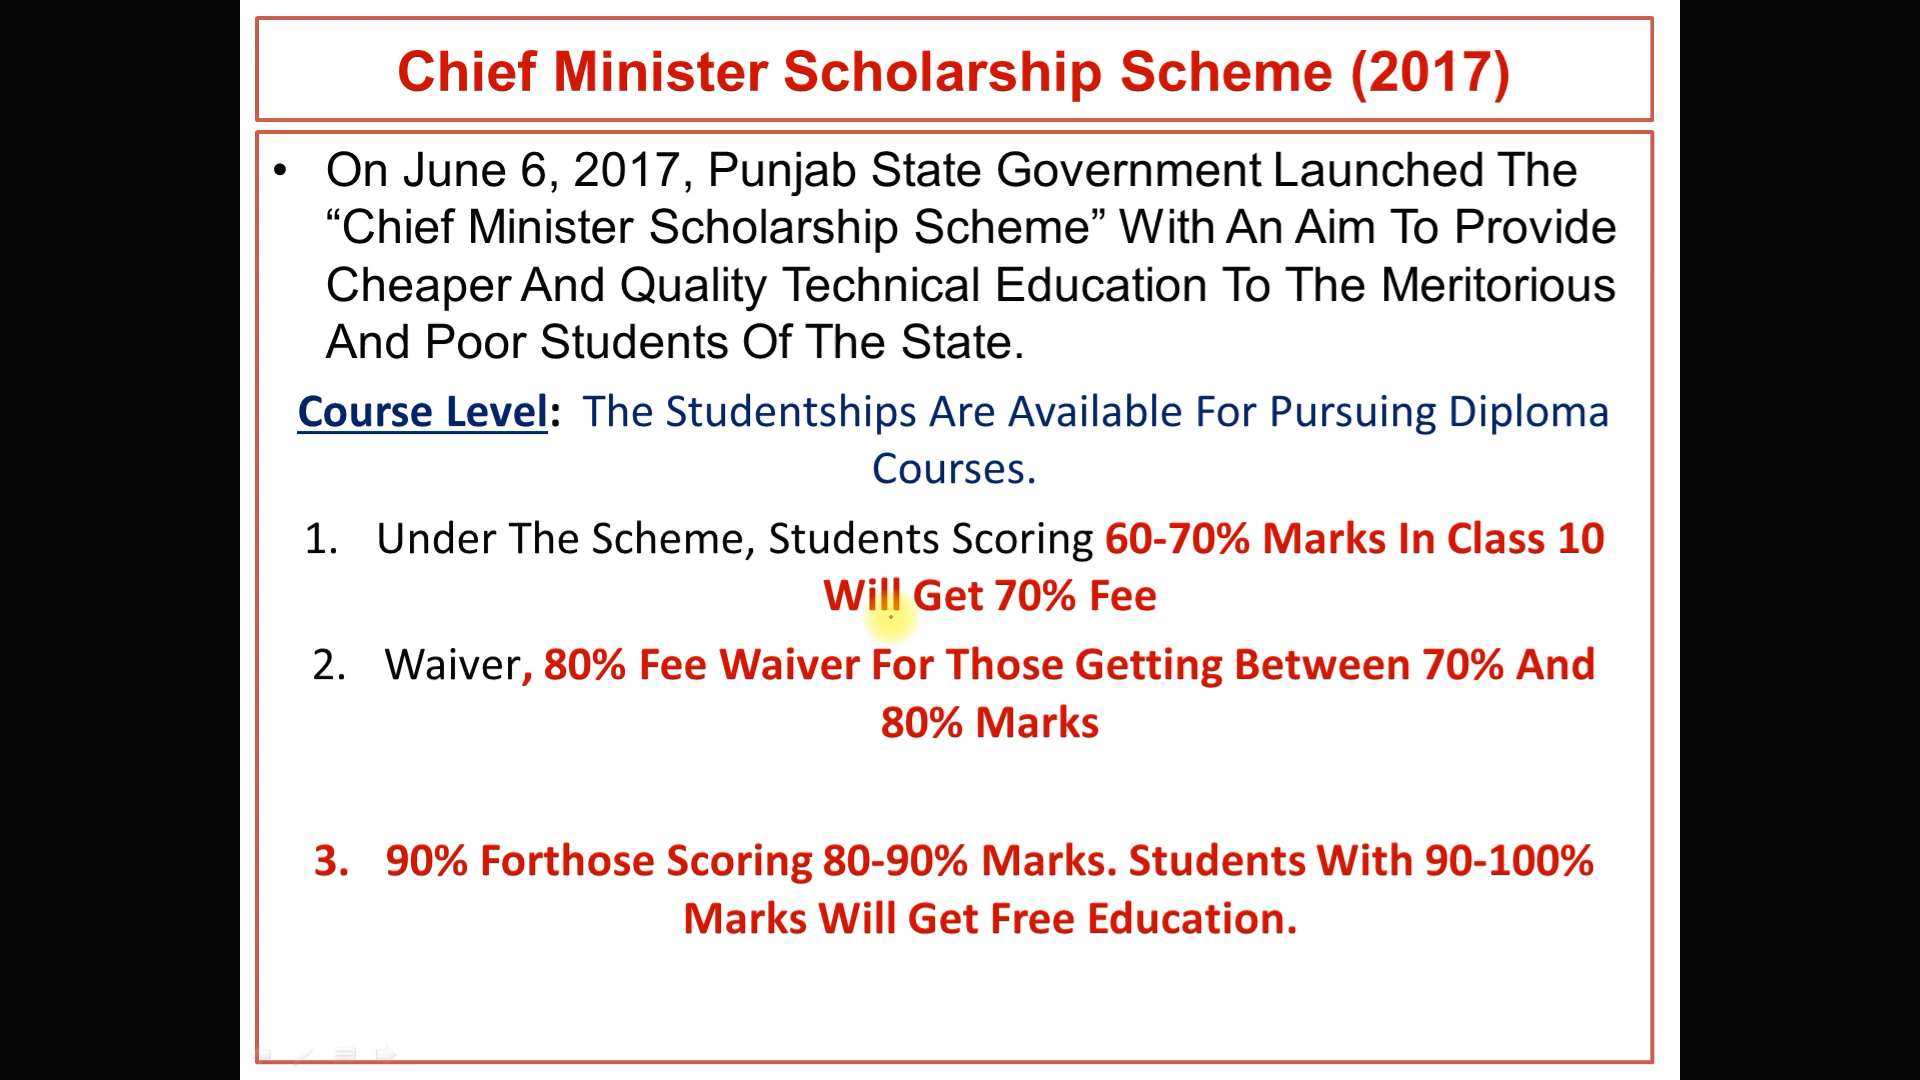 Chief Minister Scholarship Scheme (2017)
• On June 6, 2017, Punjab State Government Launched The
“Chief Minister Scholarship Scheme” With An Aim To Provide
Cheaper And Quality Technical Education To The Meritorious
And Poor Students Of The State.
Course Level: The Studentships Are Available For Pursuing Diploma
Courses.
1. Under The Scheme, Students Scoring 60-70% Marks In Class 10
Will Get 70% Fee
2. Waiver, 80% Fee Waiver For Those Getting Between 70% And
80% Marks
3. 90% Forthose Scoring 80-90% Marks. Students With 90-100%
Marks Will Get Free Education.